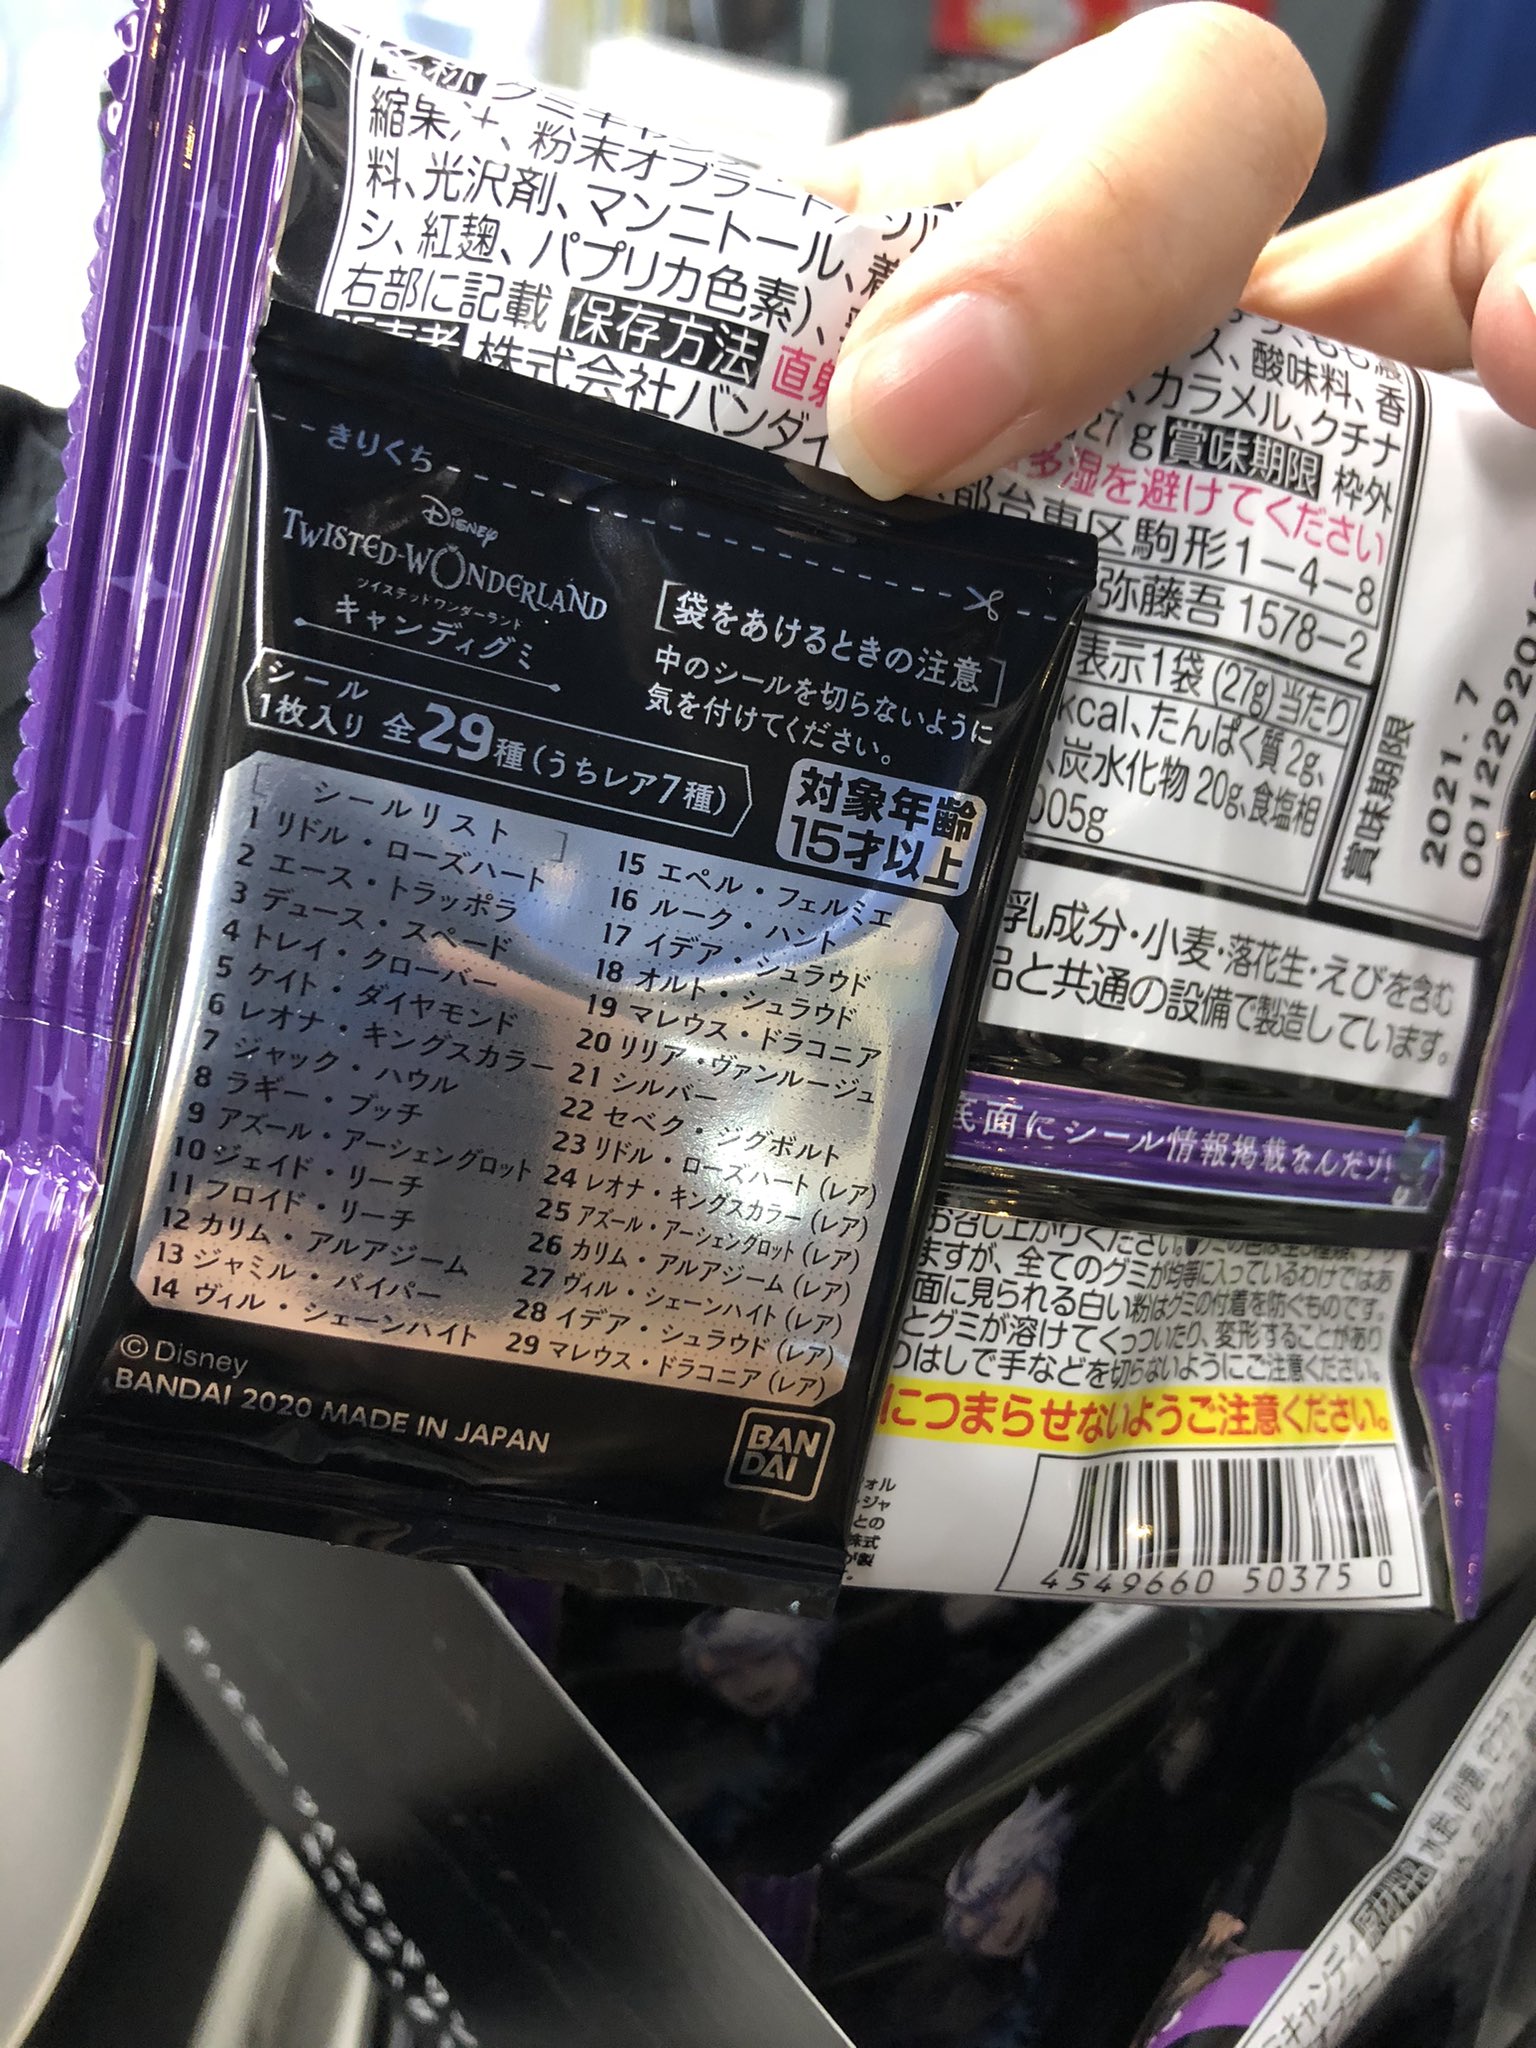 縮果汁、粉末オブラート
料、光沢剤、マンニトール、着
シ、紅麹、パプリカ色素)、
右部に記載 保存方法 直射
販売者 株式会社バンダイ
ス、酸味料、香
カラメル、クチナ
27g 賞味期限 枠外
多湿を避けてください
都台東区駒形1-4-8
弥藤吾 1578-2
表示1袋(27g)当たり
kcal、たんぱく質 2g、
炭水化物 20g、食塩相
005g
賞味期限
2021. 7
乳成分・小麦・落花生・えびを含む
品と共通の設備で製造しています。
底面にシール情報掲載なんだゾ!
お召し上がりください。
ますが、全てのグミが均等に入っているわけではあ
面に見られる白い粉はグミの付着を防ぐものです。
とグミが溶けてくっついたり、変形することがあり
のはしで手などを切らないようにご注意ください。
につまらせないようご注意ください。
4549660 50375 0
きりくち
Disney
TWISTED-WONDERLAND
ツイステッドワンダーランド
キャンディグミ
[袋をあけるときの注意]
中のシールを切らないように
気を付けてください。
シール
1枚入り 全29種(うちレア7種)
対象年齢
15才以上
[シールリスト]
1 リドル・ローズハート
2 エース・トラッポラ
3 デュース・スペード
4 トレイ・クローバー
5 ケイト・ダイヤモンド
6 レオナ・キングスカラー
7 ジャック・ハウル
8 ラギー・ブッチ
9 アズール・アーシェングロット
10 ジェイド・リーチ
11 フロイド・リーチ
12 カリム・アルアジーム
13 ジャミル・バイパー
14 ヴィル・シェーンハイト
15 エペル・フェルミエ
16 ルーク・ハント
17 イデア・シュラウド
18 オルト・シュラウド
19 マレウス・ドラコニア
20 リリア・ヴァンルージュ
21 シルバー
22 セベク・ジグボルト
23 リドル・ローズハート(レア)
24 レオナ・キングスカラー(レア)
25 アズール・アーシェングロット(レア)
26 カリム・アルアジーム(レア)
27 ヴィル・シェーンハイト(レア)
28 イデア・シュラウド(レア)
29 マレウス・ドラコニア(レア)
© Disney
BANDAI 2020 MADE IN JAPAN
BAN
DAI